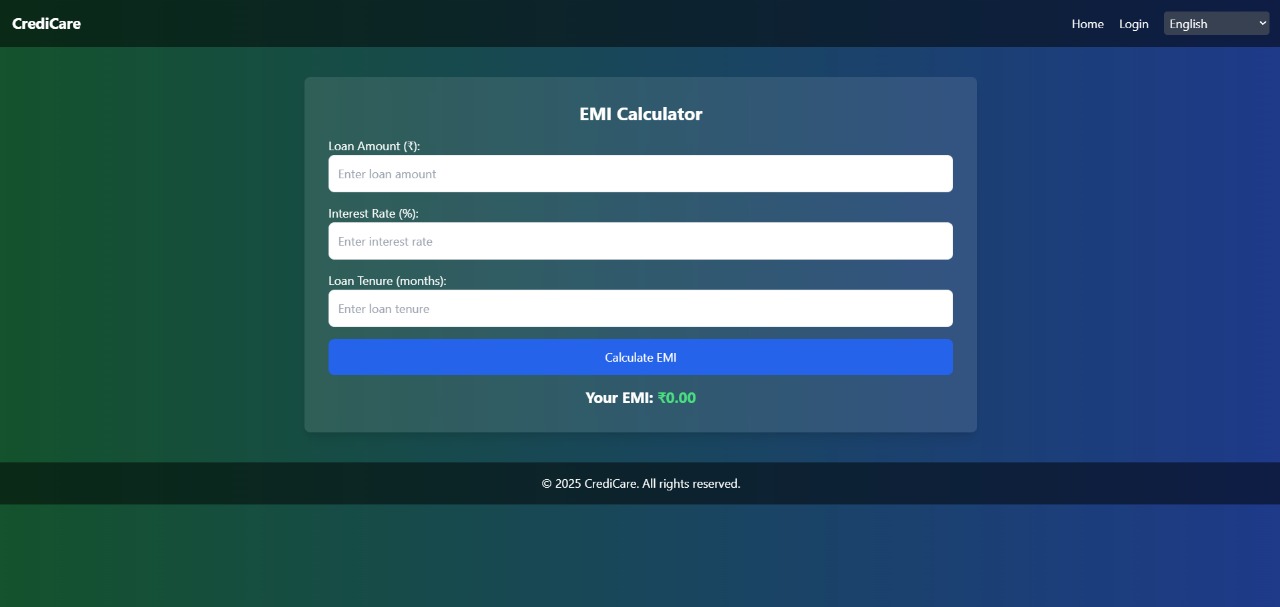 CrediCare
Home
Login
English
EMI Calculator
Loan Amount (₹):
Enter loan amount
Interest Rate (%):
Enter interest rate
Loan Tenure (months):
Enter loan tenure
Calculate EMI
Your EMI: ₹0.00
© 2025 CrediCare. All rights reserved.